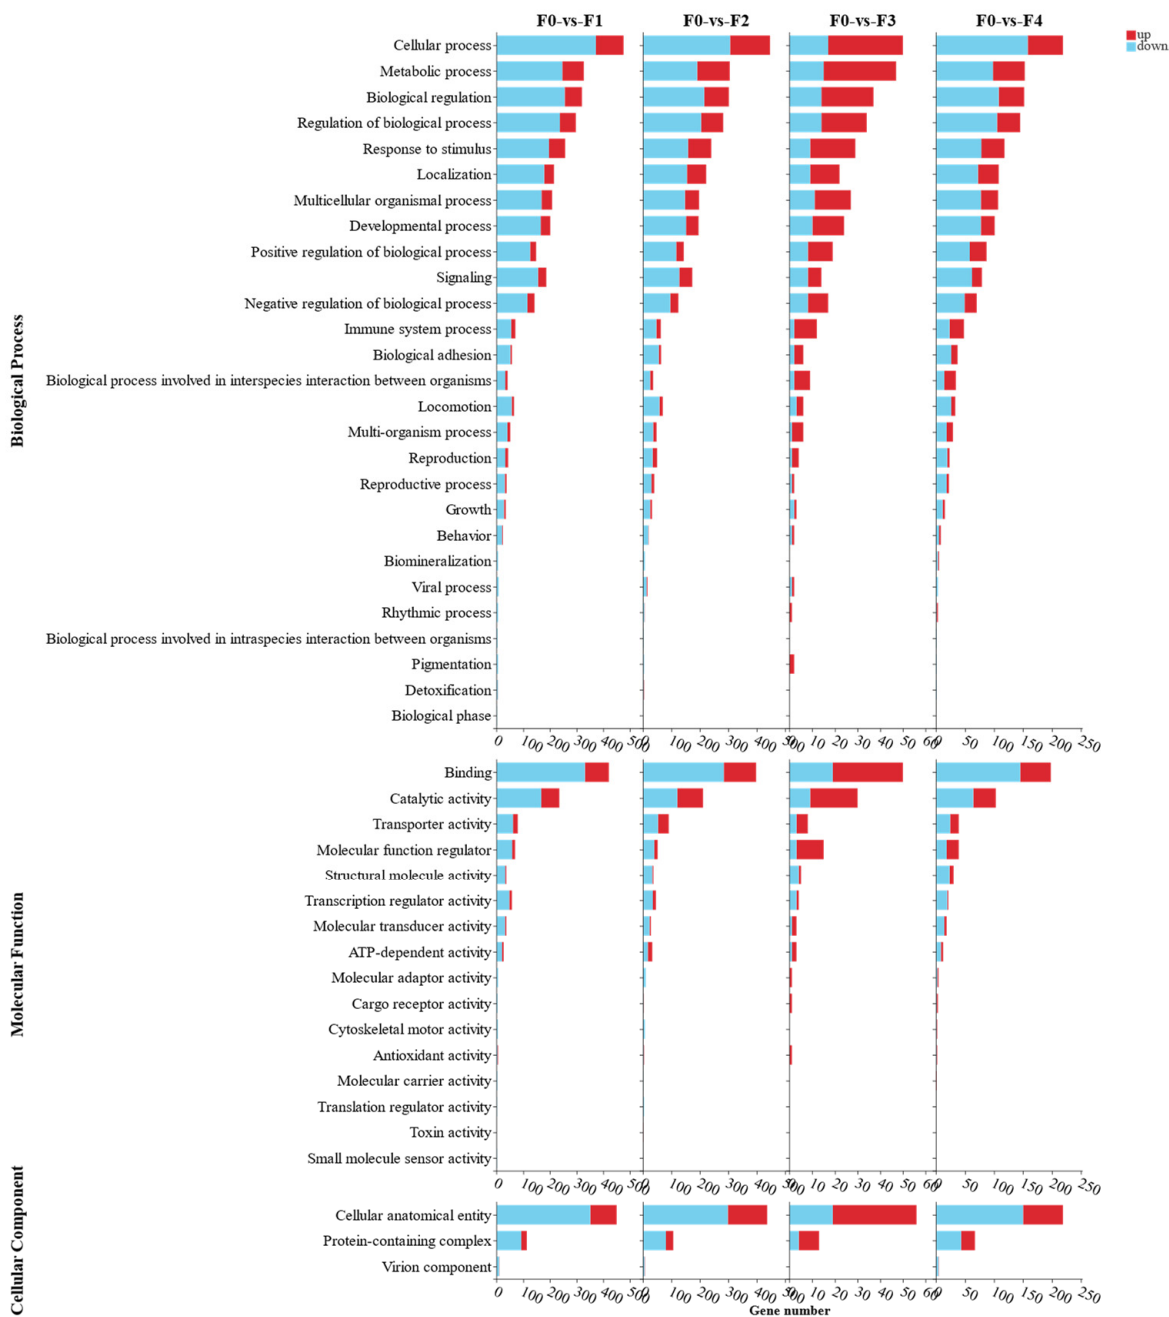 F0-vs-F1 F0-vs-F2 F0-vs-F3 F0-vs-F4
up
down
Biological Process
Cellular process
Metabolic process
Biological regulation
Regulation of biological process
Response to stimulus
Localization
Multicellular organismal process
Developmental process
Positive regulation of biological process
Signaling
Negative regulation of biological process
Immune system process
Biological adhesion
Biological process involved in interspecies interaction between organisms
Locomotion
Multi-organism process
Reproduction
Reproductive process
Growth
Behavior
Biomineralization
Viral process
Rhythmic process
Biological process involved in intraspecies interaction between organisms
Pigmentation
Detoxification
Biological phase
0 100 200 300 400 500 0 100 200 300 400 500 0 10 20 30 40 50 60 0 50 100 150 200 250
Molecular Function
Binding
Catalytic activity
Transporter activity
Molecular function regulator
Structural molecule activity
Transcription regulator activity
Molecular transducer activity
ATP-dependent activity
Molecular adaptor activity
Cargo receptor activity
Cytoskeletal motor activity
Antioxidant activity
Molecular carrier activity
Translation regulator activity
Toxin activity
Small molecule sensor activity
0 100 200 300 400 500 0 100 200 300 400 500 0 10 20 30 40 50 60 0 50 100 150 200 250
Cellular Component
Cellular anatomical entity
Protein-containing complex
Virion component
0 100 200 300 400 500 0 100 200 300 400 500 0 10 20 30 40 50 60 0 50 100 150 200 250
Gene number